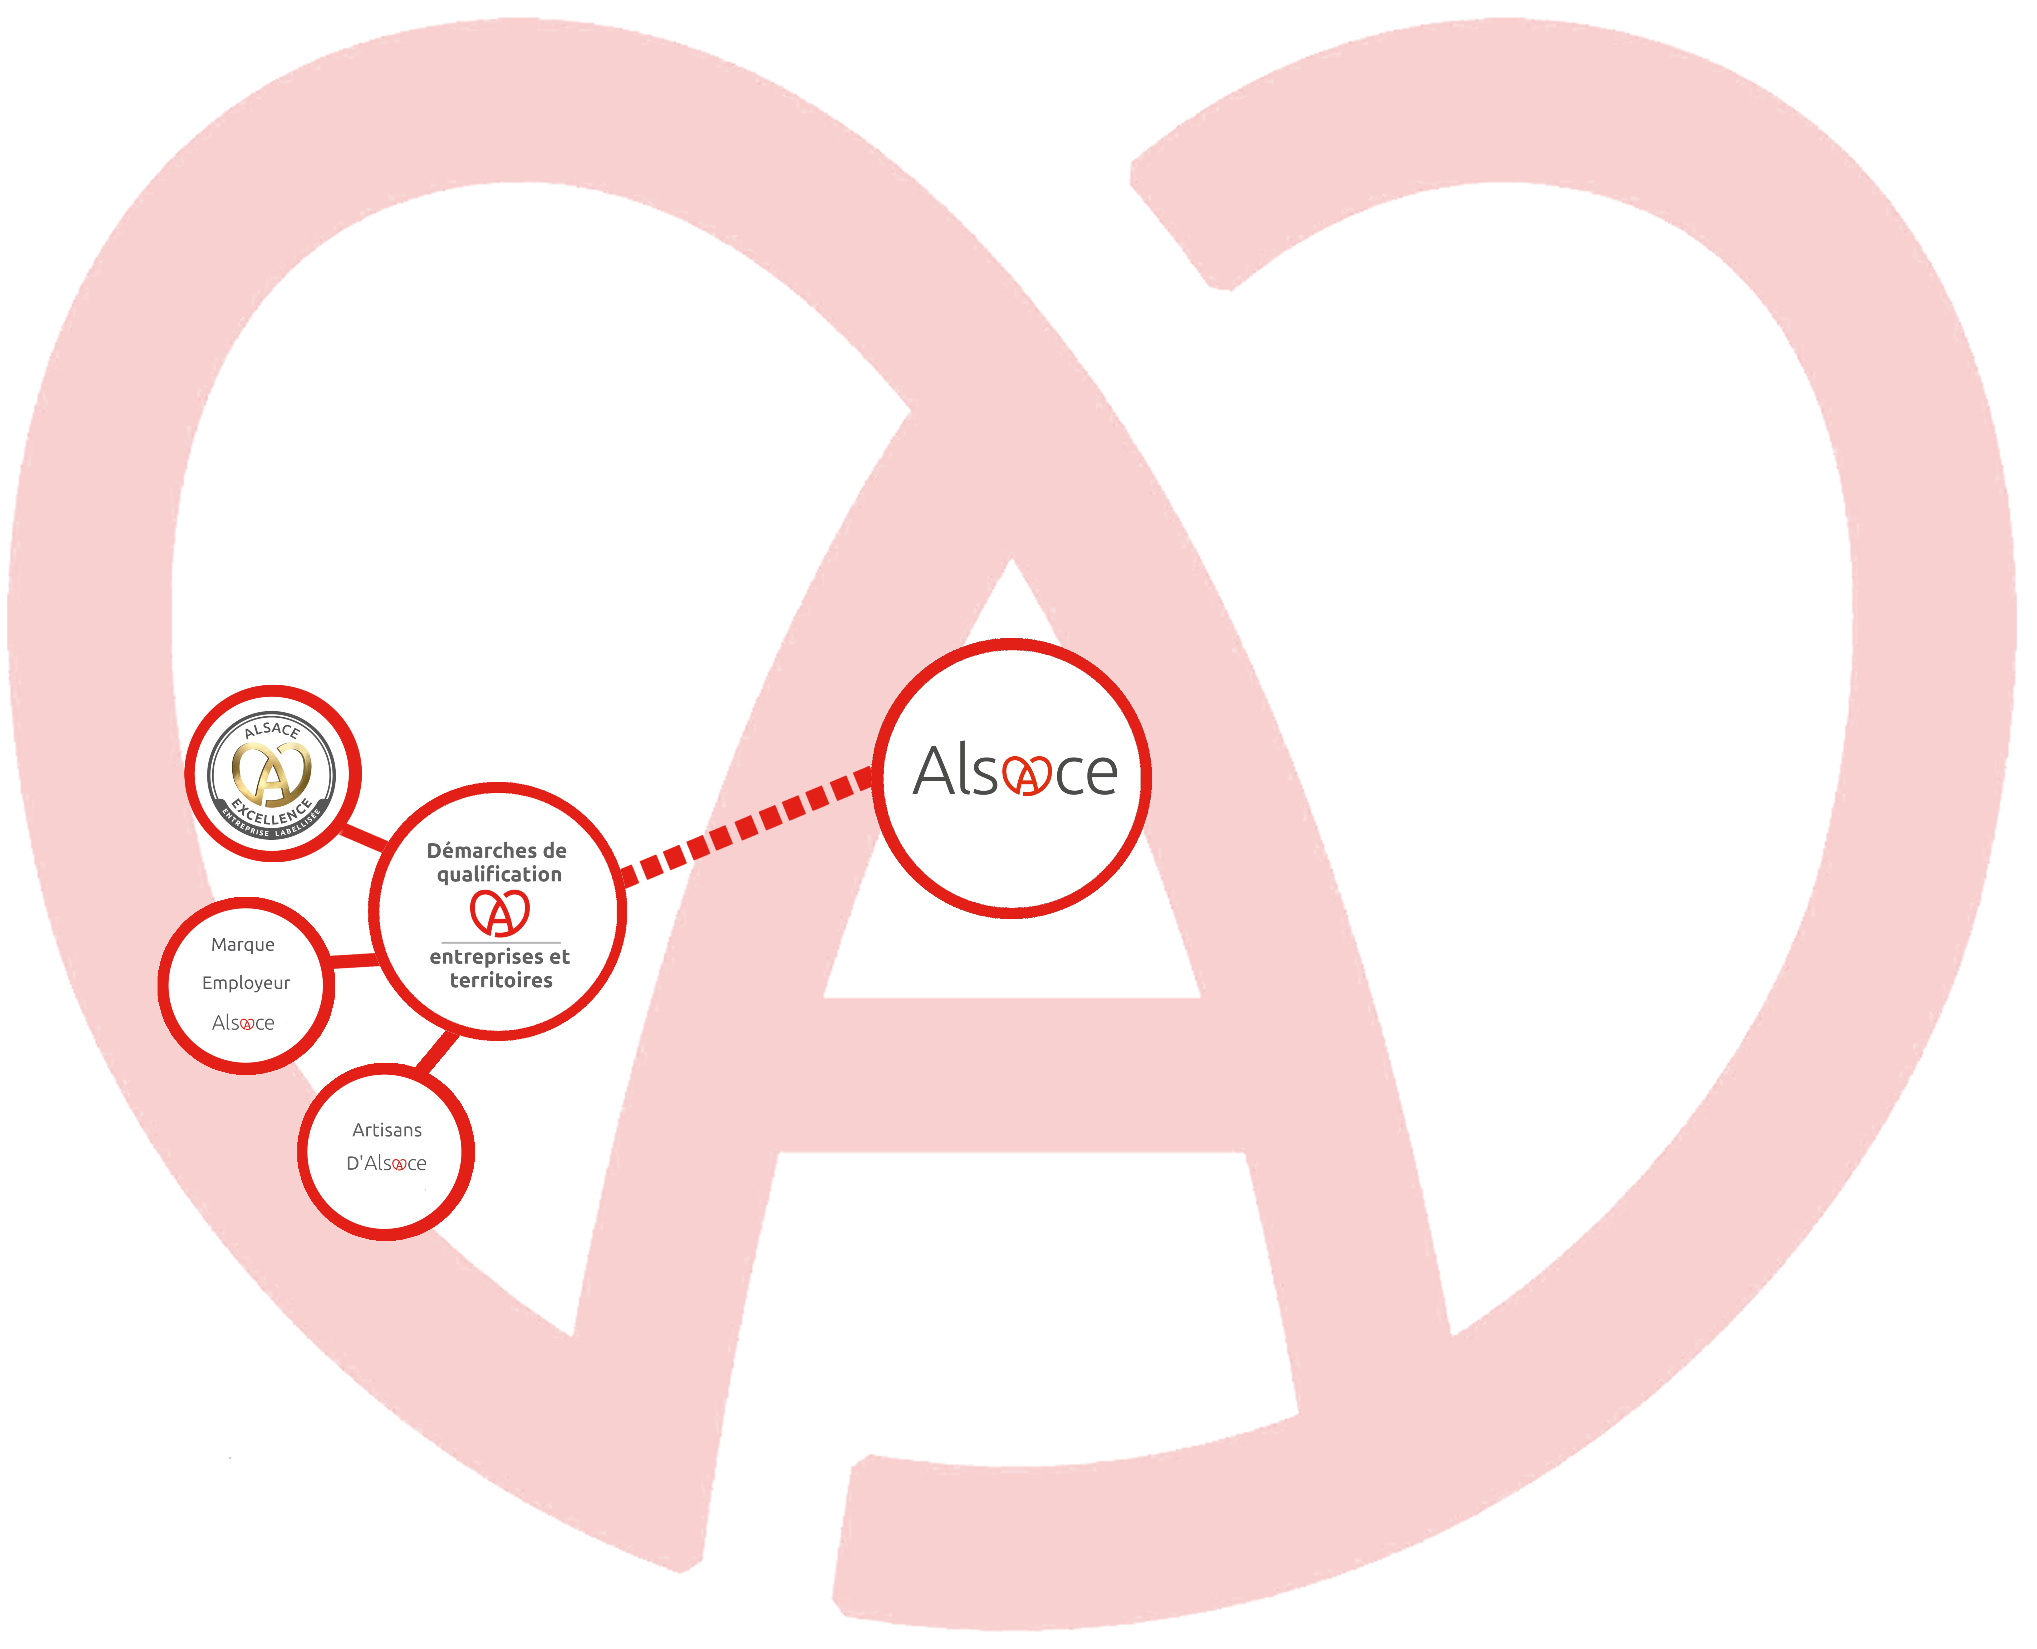 ALSACE
EXCELLENCE
ENTREPRISE LABELLISÉE
Démarches de
qualification
entreprises et
territoires
Marque
Employeur
Alsace
Artisans
D'Alsace
Alsace